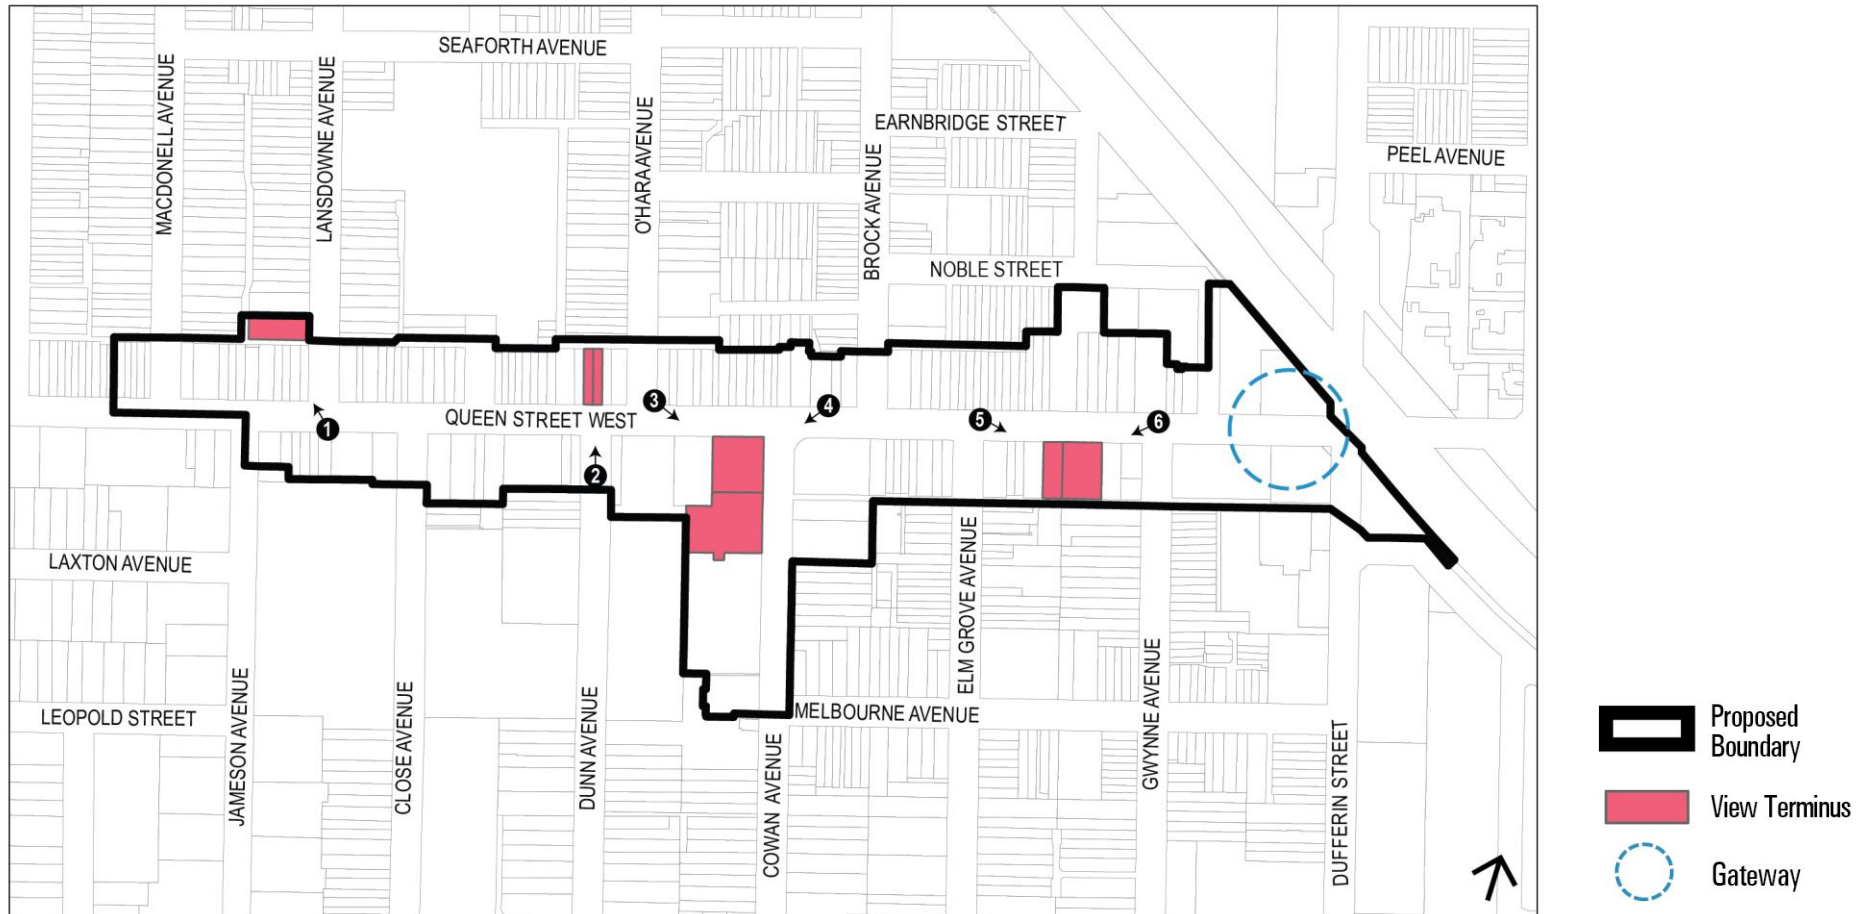 SEAFORTH AVENUE
MACDONELL AVENUE
LANSDOWNE AVENUE
O'HARA AVENUE
EARNBRIDGE STREET
BROCK AVENUE
PEEL AVENUE
NOBLE STREET
1
QUEEN STREET WEST
2
3
4
5
6
LAXTON AVENUE
LEOPOLD STREET
JAMESON AVENUE
CLOSE AVENUE
DUNN AVENUE
COWAN AVENUE
MELBOURNE AVENUE
ELM GROVE AVENUE
GWYNNE AVENUE
DUFFERIN STREET
Proposed
Boundary
View Terminus
Gateway